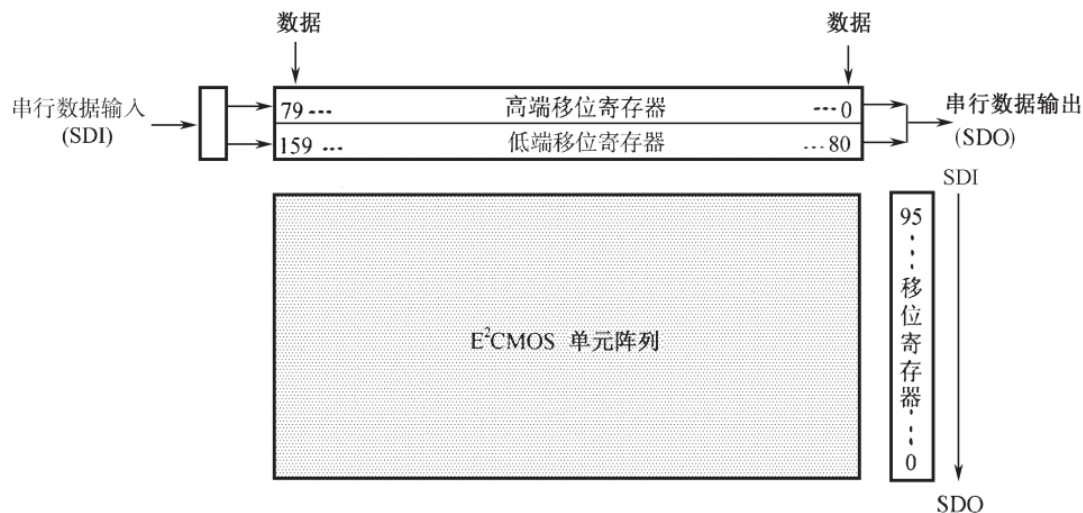 数据 数据
串行数据输入 79 ··· 高端移位寄存器 ··· 0 串行数据输出
(SDI) 159 ··· 低端移位寄存器 ··· 80 (SDO)
SDI
95
⋮
移
位
寄
存
器
⋮
0
E²CMOS 单元阵列
SDO